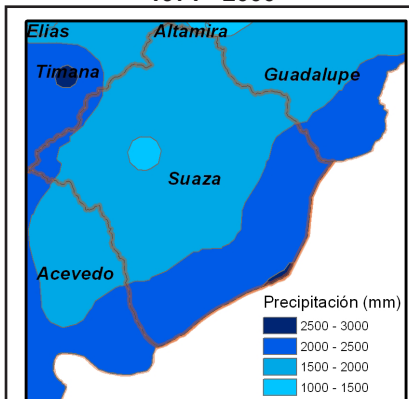 Elias
Altamira
Timana
Guadalupe
Suaza
Acevedo
Precipitación (mm)
2500 - 3000
2000 - 2500
1500 - 2000
1000 - 1500